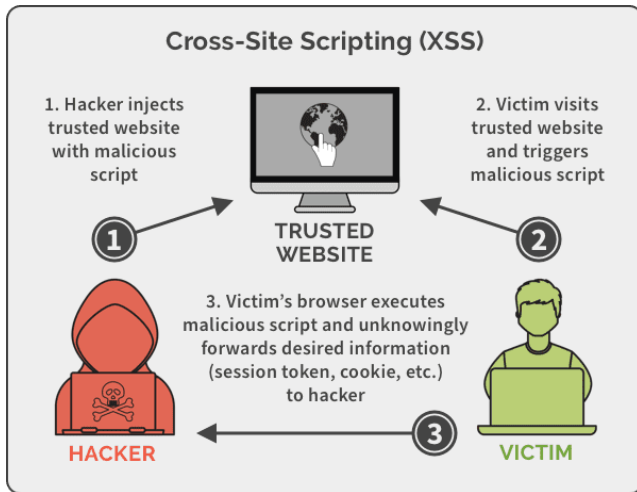 Cross-Site Scripting (XSS)
1. Hacker injects
trusted website
with malicious
script
2. Victim visits
trusted website
and triggers
malicious script
1
TRUSTED
WEBSITE
2
3. Victim's browser executes
malicious script and unknowingly
forwards desired information
(session token, cookie, etc.)
to hacker
3
HACKER
VICTIM